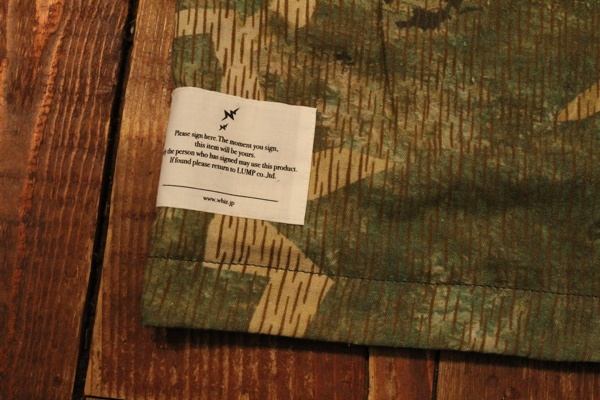 Please sign here. The moment you sign,
this item will be yours.
the person who has signed may use this product.
If found please return to LUMP co.,ltd.
www.whiz.jp